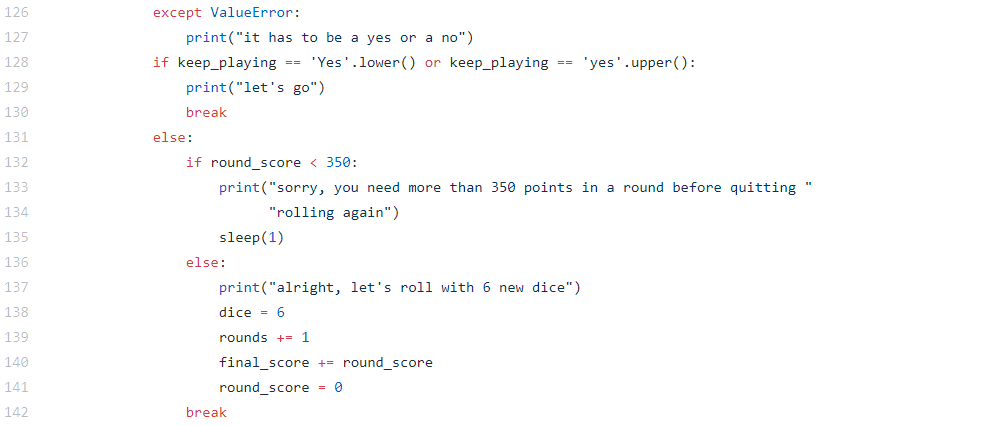 126 except ValueError:
127 print("it has to be a yes or a no")
128 if keep_playing == 'Yes'.lower() or keep_playing == 'yes'.upper():
129 print("let's go")
130 break
131 else:
132 if round_score < 350:
133 print("sorry, you need more than 350 points in a round before quitting "
134 "rolling again")
135 sleep(1)
136 else:
137 print("alright, let's roll with 6 new dice")
138 dice = 6
139 rounds += 1
140 final_score += round_score
141 round_score = 0
142 break